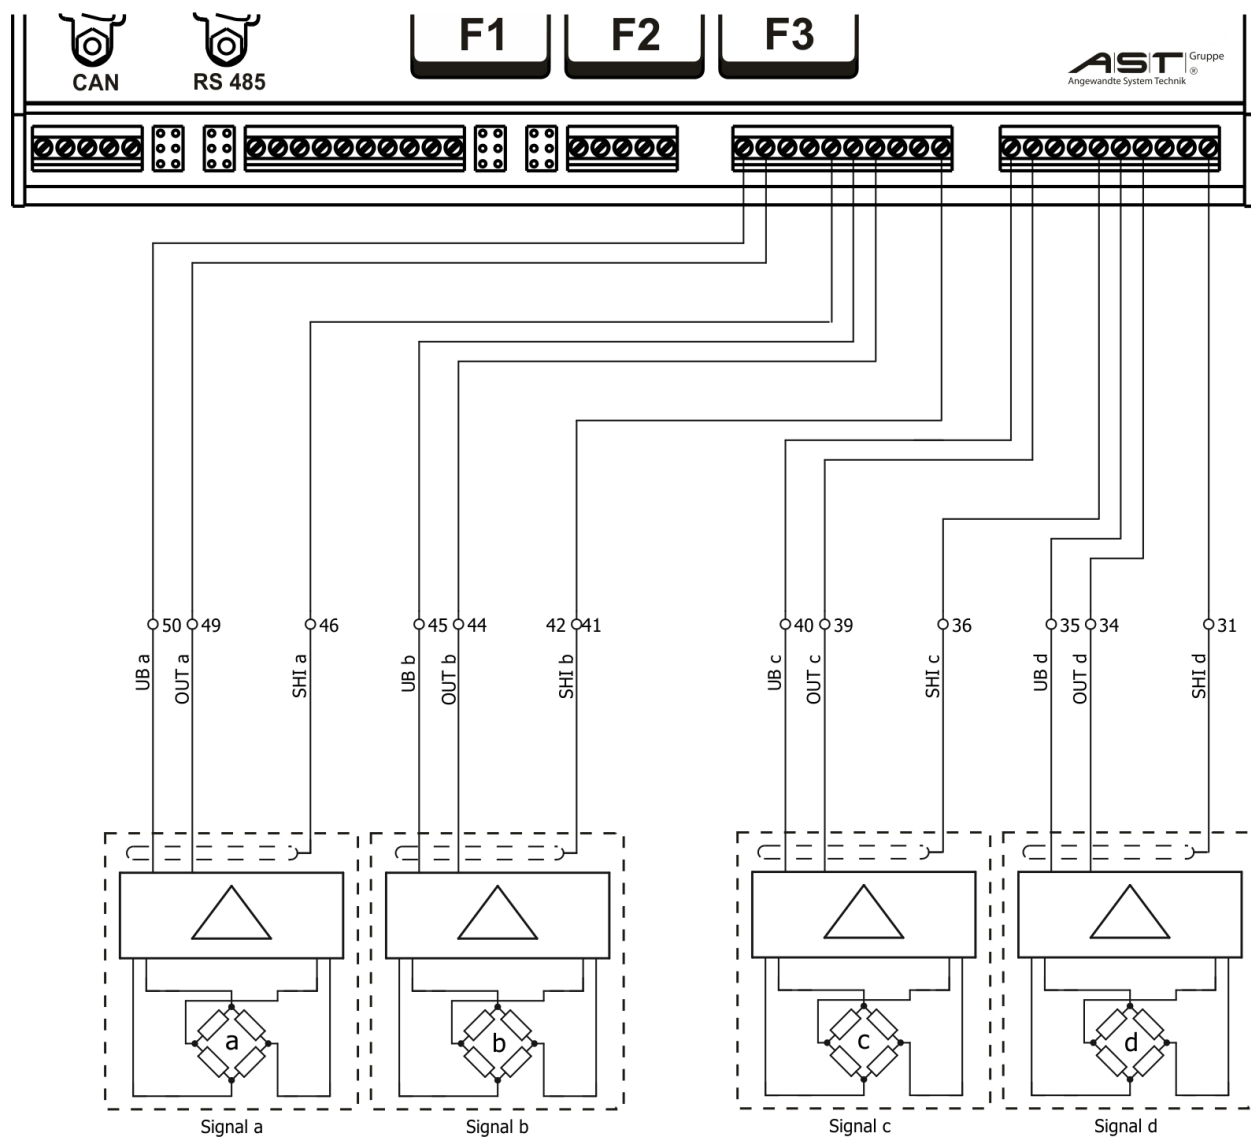 F1 F2 F3
CAN RS 485
AST Gruppe
®
Angewandte System Technik
50 49 46 45 44 42 41 40 39 36 35 34 31
UB a OUT a SHI a UB b OUT b SHI b UB c OUT c SHI c UB d OUT d SHI d
a b c d
Signal a Signal b Signal c Signal d